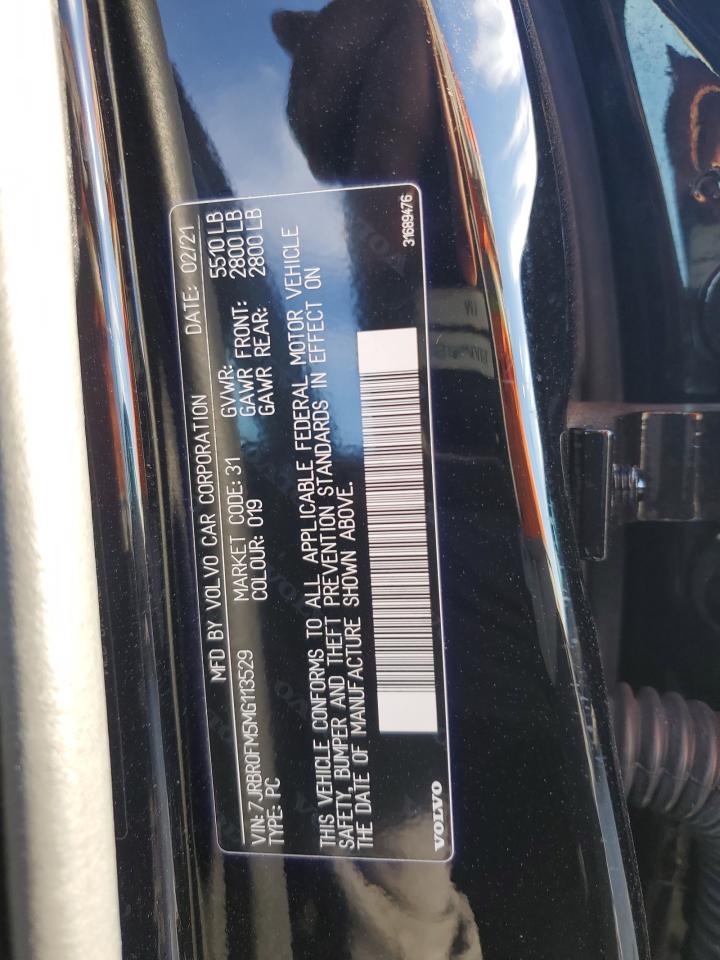 MFD BY VOLVO CAR CORPORATION DATE: 02/21
VIN: 7JRBR0FM5MG113529 MARKET CODE: 31 GVWR: 5510 LB
TYPE: PC COLOUR: 019 GAWR FRONT: 2800 LB
GAWR REAR: 2800 LB
THIS VEHICLE CONFORMS TO ALL APPLICABLE FEDERAL MOTOR VEHICLE
SAFETY, BUMPER AND THEFT PREVENTION STANDARDS IN EFFECT ON
THE DATE OF MANUFACTURE SHOWN ABOVE.
VOLVO 31689476